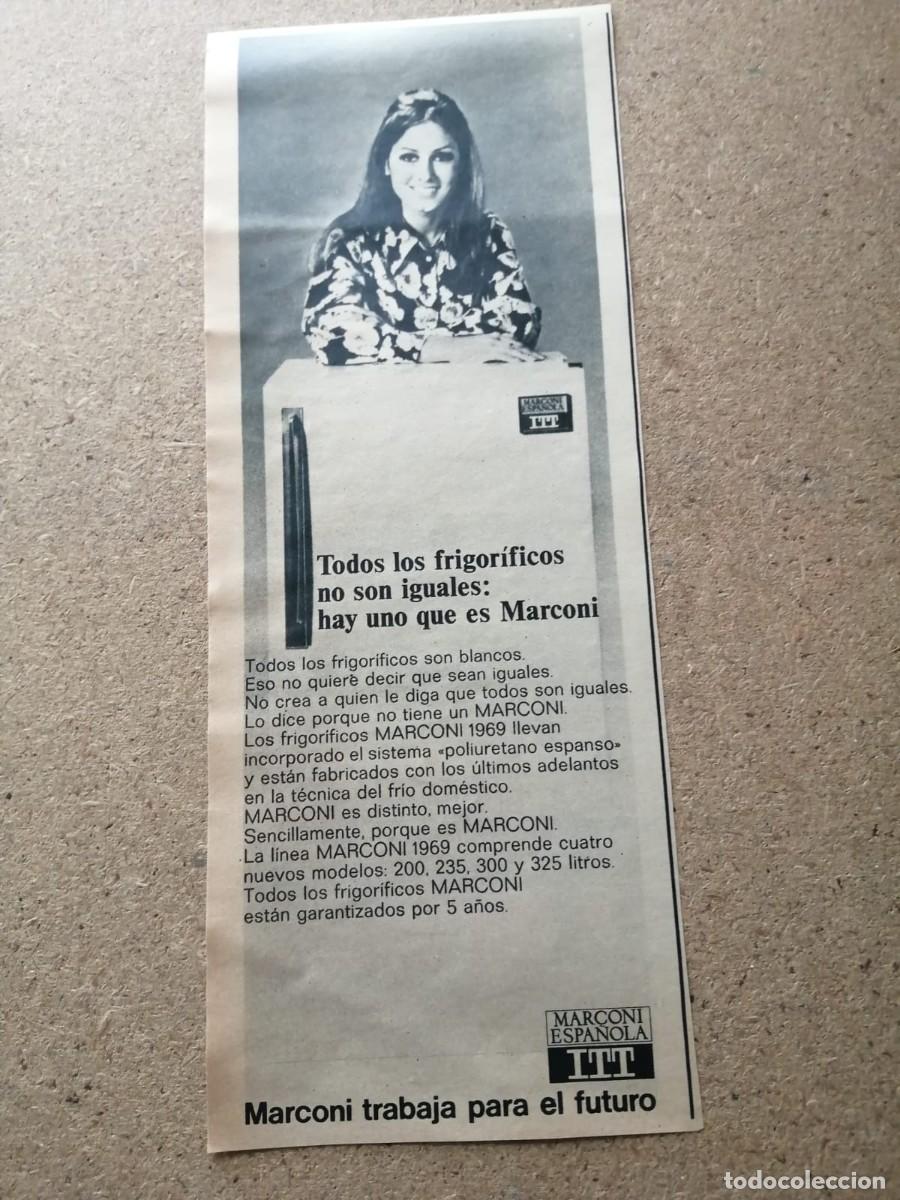 MARCONI
ESPAÑOLA
ITT
Todos los frigoríficos
no son iguales:
hay uno que es Marconi
Todos los frigoríficos son blancos.
Eso no quiere decir que sean iguales.
No crea a quien le diga que todos son iguales.
Lo dice porque no tiene un MARCONI.
Los frigoríficos MARCONI 1969 llevan
incorporado el sistema «poliuretano espanso»
y están fabricados con los últimos adelantos
en la técnica del frío doméstico.
MARCONI es distinto, mejor.
Sencillamente, porque es MARCONI.
La línea MARCONI 1969 comprende cuatro
nuevos modelos: 200, 235, 300 y 325 litros.
Todos los frigoríficos MARCONI
están garantizados por 5 años.
MARCONI
ESPAÑOLA
ITT
Marconi trabaja para el futuro
todocoleccion